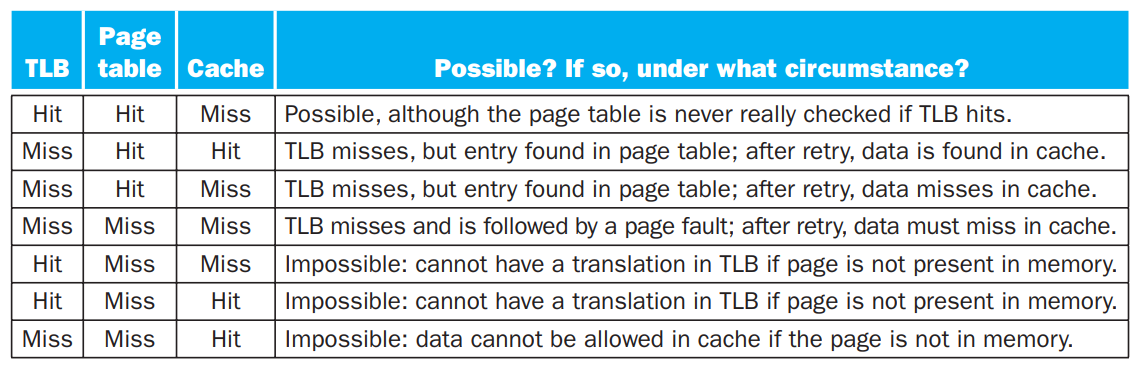 TLB Page table Cache Possible? If so, under what circumstance?
Hit Hit Miss Possible, although the page table is never really checked if TLB hits.
Miss Hit Hit TLB misses, but entry found in page table; after retry, data is found in cache.
Miss Hit Miss TLB misses, but entry found in page table; after retry, data misses in cache.
Miss Miss Miss TLB misses and is followed by a page fault; after retry, data must miss in cache.
Hit Miss Miss Impossible: cannot have a translation in TLB if page is not present in memory.
Hit Miss Hit Impossible: cannot have a translation in TLB if page is not present in memory.
Miss Miss Hit Impossible: data cannot be allowed in cache if the page is not in memory.